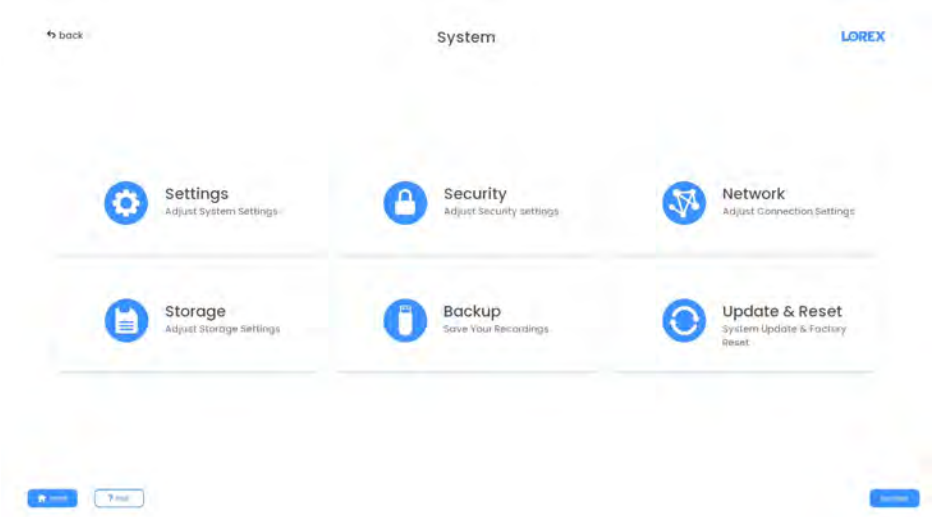 back
System
LOREX
Settings
Adjust System Settings
Security
Adjust Security settings
Network
Adjust Connection Settings
Storage
Adjust Storage Settings
Backup
Save Your Recordings
Update & Reset
System Update & Factory
Reset
?